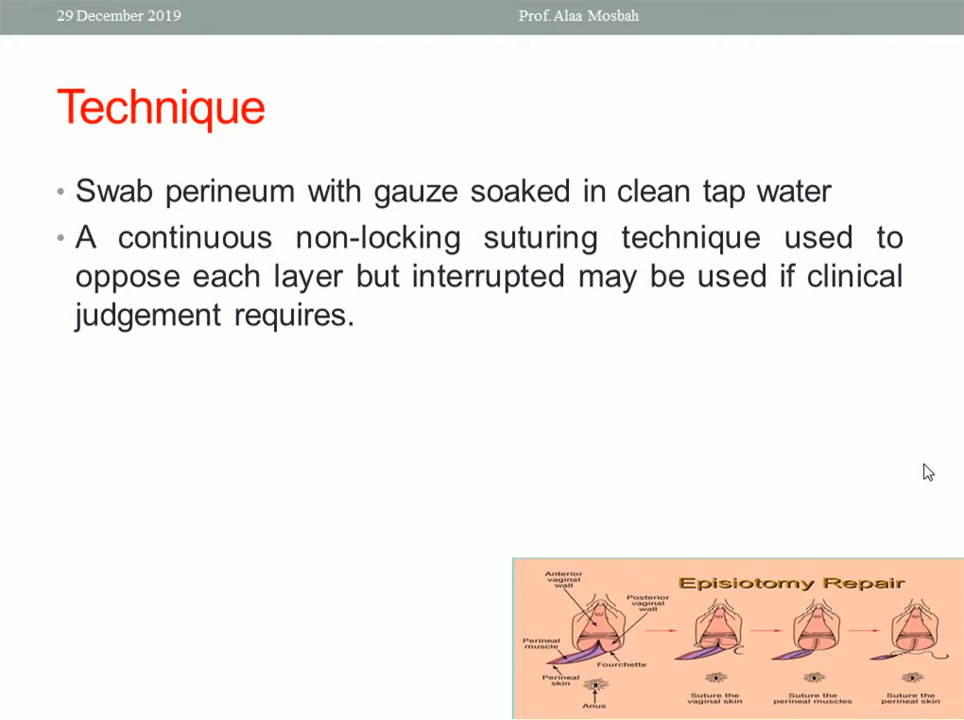 29 December 2019
Prof. Alaa Mosbah
Technique
• Swab perineum with gauze soaked in clean tap water
• A continuous non-locking suturing technique used to
oppose each layer but interrupted may be used if clinical
judgement requires.
Episiotomy Repair
Anterior
vaginal
wall
Posterior
vaginal
wall
Perineal
muscle
Fourchette
Perineal
skin
Anus
Suture the
vaginal skin
Suture the
perineal muscles
Suture the
perineal skin